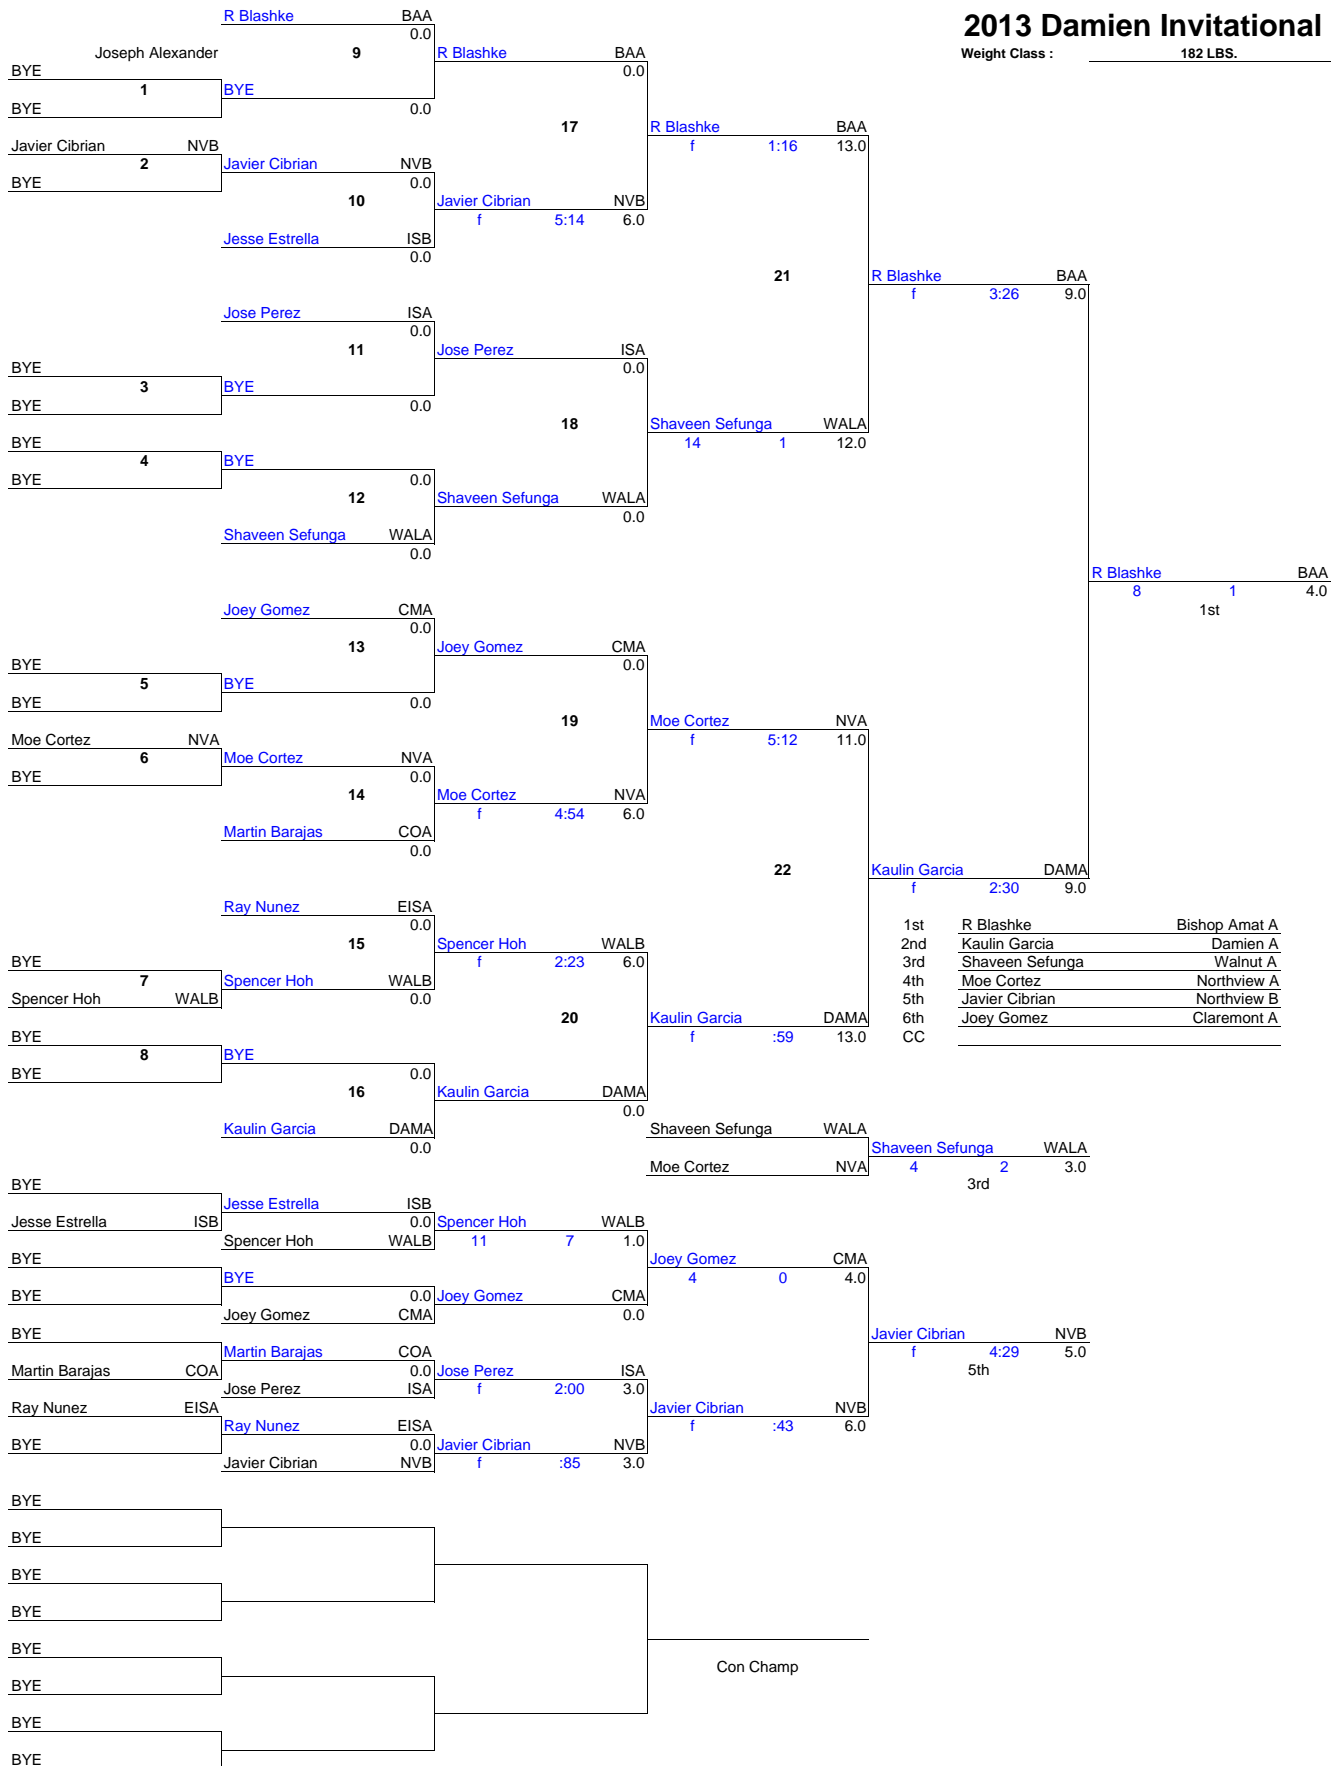 R Blashke BAA
2013 Damien Invitational
0.0
Joseph Alexander 9 R Blashke BAA
Weight Class : 182 LBS.
BYE 0.0
1 BYE
BYE 0.0
17 R Blashke BAA
Javier Cibrian NVB f 1:16 13.0
2 Javier Cibrian NVB
BYE 0.0
10 Javier Cibrian NVB
f 5:14 6.0
Jesse Estrella ISB
0.0
21 R Blashke BAA
f 3:26 9.0
Jose Perez ISA
0.0
11 Jose Perez ISA
BYE 0.0
3 BYE
BYE 0.0
18 Shaveen Sefunga WALA
BYE 14 1 12.0
4 BYE
BYE 0.0
12 Shaveen Sefunga WALA
0.0
Shaveen Sefunga WALA
0.0
R Blashke BAA
8 1 4.0
Joey Gomez CMA 1st
0.0
13 Joey Gomez CMA
BYE 0.0
5 BYE
BYE 0.0
19 Moe Cortez NVA
Moe Cortez NVA f 5:12 11.0
6 Moe Cortez NVA
BYE 0.0
14 Moe Cortez NVA
f 4:54 6.0
Martin Barajas COA
0.0
22 Kaulin Garcia DAMA
f 2:30 9.0
Ray Nunez EISA
0.0
1st R Blashke Bishop Amat A
15 Spencer Hoh WALB
2nd Kaulin Garcia Damien A
BYE f 2:23 6.0
3rd Shaveen Sefunga Walnut A
7 Spencer Hoh WALB
4th Moe Cortez Northview A
Spencer Hoh WALB 0.0
5th Javier Cibrian Northview B
20 Kaulin Garcia DAMA
6th Joey Gomez Claremont A
BYE f :59 13.0
CC
8 BYE
BYE 0.0
16 Kaulin Garcia DAMA
0.0
Kaulin Garcia DAMA
0.0
Shaveen Sefunga WALA
Shaveen Sefunga WALA
Moe Cortez NVA 4 2 3.0
3rd
BYE
Jesse Estrella ISB
Jesse Estrella ISB 0.0 Spencer Hoh WALB
Spencer Hoh WALB 11 7 1.0
BYE Joey Gomez CMA
BYE 4 0 4.0
BYE 0.0 Joey Gomez CMA
Joey Gomez CMA 0.0
BYE Javier Cibrian NVB
Martin Barajas COA f 4:29 5.0
Martin Barajas COA 0.0 Jose Perez ISA 5th
Jose Perez ISA f 2:00 3.0
Ray Nunez EISA Javier Cibrian NVB
Ray Nunez EISA f :43 6.0
BYE 0.0 Javier Cibrian NVB
Javier Cibrian NVB f :85 3.0
BYE
BYE
BYE
BYE
BYE
Con Champ
BYE
BYE
BYE